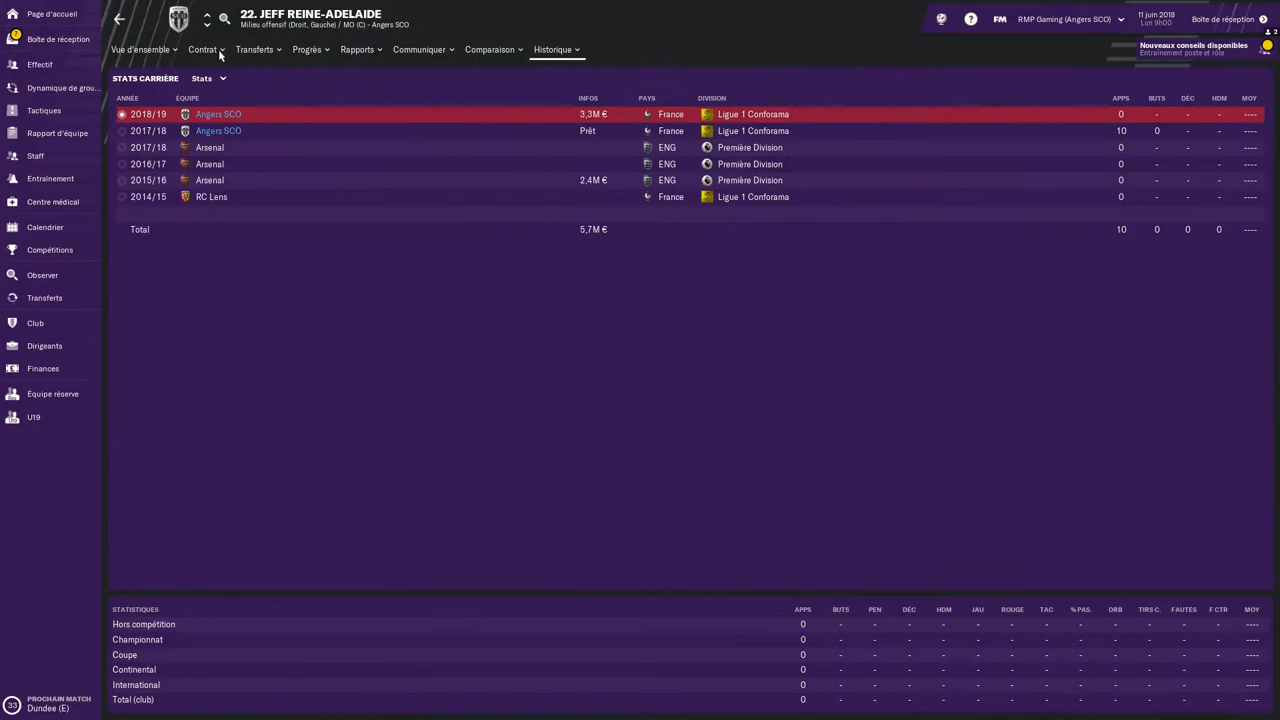 Page d'accueil
7
Boîte de réception
Effectif
Dynamique de grou...
Tactiques
Rapport d'équipe
Staff
Entraînement
Centre médical
Calendrier
Compétitions
Observer
Transferts
Club
Dirigeants
Finances
Équipe réserve
U19
33
PROCHAIN MATCH
Dundee (E)
22. JEFF REINE-ADELAIDE
Milieu offensif (Droit, Gauche) / MO (C) - Angers SCO
FM RMP Gaming (Angers SCO) 11 juin 2018 Boîte de réception
Lun 9h00
2
Nouveaux conseils disponibles
Entraînement poste et rôle
Vue d'ensemble Contrat Transferts Progrès Rapports Communiquer Comparaison Historique
STATS CARRIÈRE Stats
ANNÉE ÉQUIPE INFOS PAYS DIVISION APPS BUTS DÉC HDM MOY
2018/19 Angers SCO 3,3M € France Ligue 1 Conforama 0 - - - ----
2017/18 Angers SCO Prêt France Ligue 1 Conforama 10 0 - - ----
2017/18 Arsenal ENG Première Division - - - ----
2016/17 Arsenal ENG Première Division - - - ----
2015/16 Arsenal 2,4M € ENG Première Division - - - ----
2014/15 RC Lens France Ligue 1 Conforama - - - ----
Total 5,7M € 10 0 0 0 ----
STATISTIQUES APPS BUTS PEN DÉC HDM JAU ROUGE TAC % PAS. DRB TIRS C. FAUTES F CTR MOY
Hors compétition 0 - - - - - - - - - - - - ----
Championnat 0 - - - - - - - - - - - - ----
Coupe 0 - - - - - - - - - - - - ----
Continental 0 - - - - - - - - - - - - ----
International 0 - - - - - - - - - - - - ----
Total (club) 0 - - - - - - - - - - - - ----